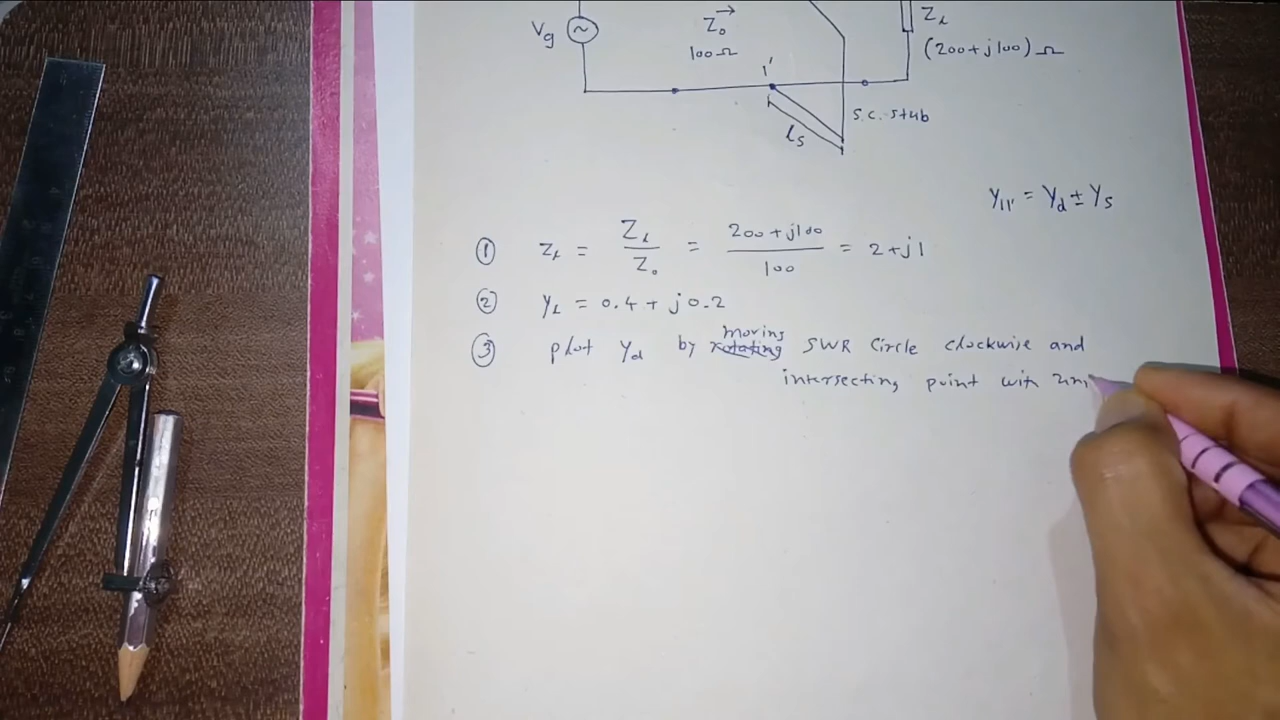 Vg
Z₀
100Ω
ZL
(200+j100)Ω
1'
s.c. stub
ls
Y11' = Yd ± Ys
① ZL = ZL/Z₀ = 200+j100/100 = 2+j1
② YL = 0.4 + j0.2
moving
③ plot Yd by rotating SWR Circle clockwise and
intersecting point with uni